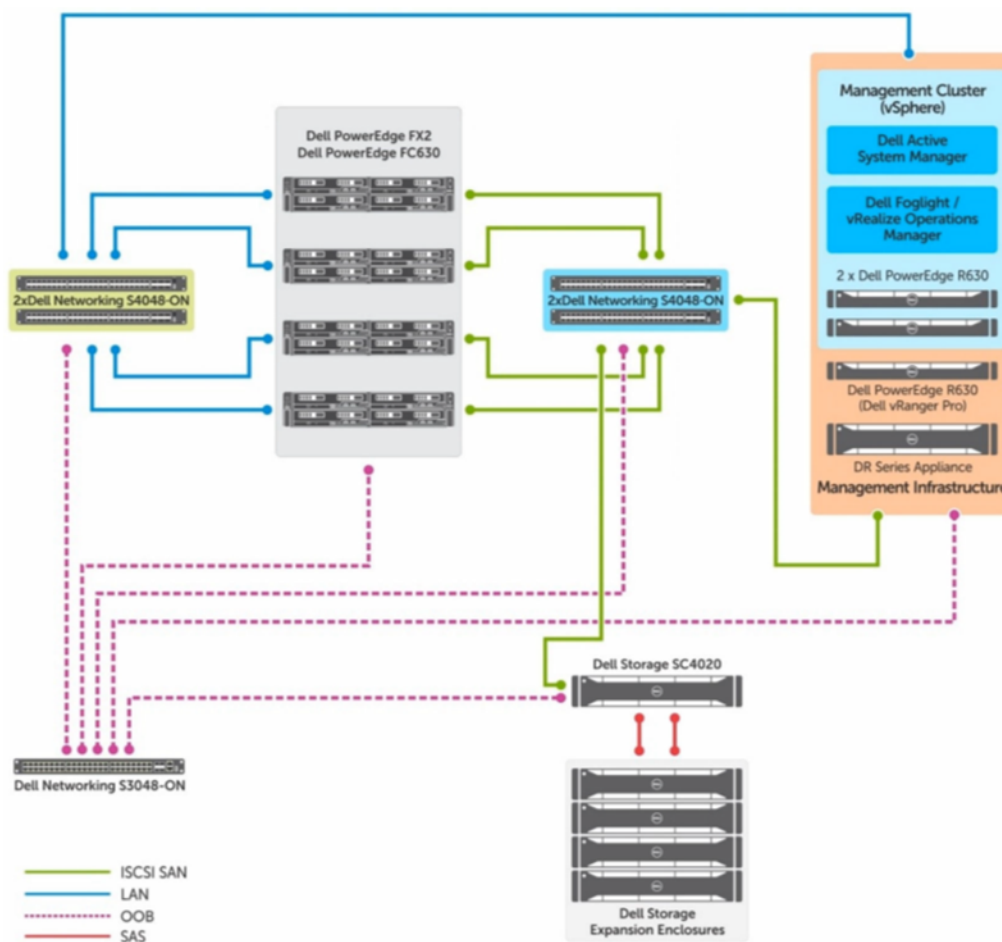 Management Cluster
(vSphere)
Dell Active
System Manager
Dell Foglight /
vRealize Operations
Manager
2 x Dell PowerEdge R630
Dell PowerEdge R630
(Dell vRanger Pro)
DR Series Appliance
Management Infrastructure
Dell PowerEdge FX2
Dell PowerEdge FC630
2xDell Networking S4048-ON
2xDell Networking S4048-ON
Dell Storage SC4020
Dell Networking S3048-ON
Dell Storage
Expansion Enclosures
ISCSI SAN
LAN
OOB
SAS